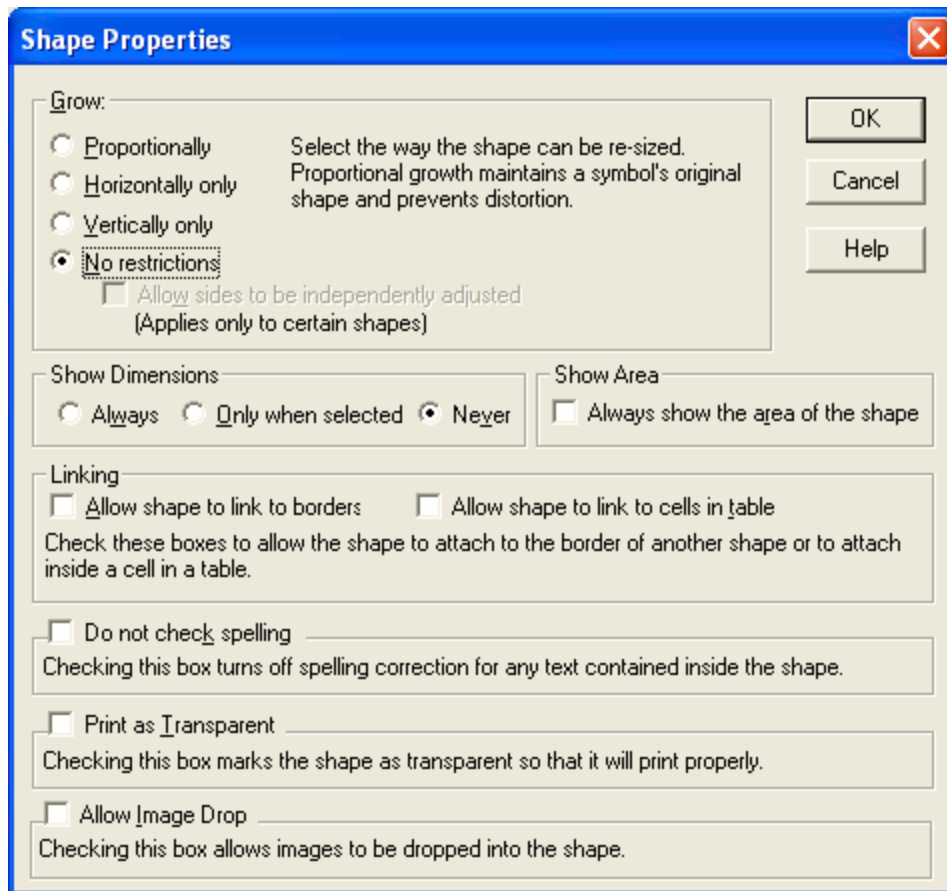 Shape Properties
Grow:
OK
Proportionally
Select the way the shape can be re-sized.
Proportional growth maintains a symbol's original
shape and prevents distortion.
Horizontally only
Cancel
Vertically only
No restrictions
Help
Allow sides to be independently adjusted
(Applies only to certain shapes)
Show Dimensions
Always Only when selected Never
Show Area
Always show the area of the shape
Linking
Allow shape to link to borders Allow shape to link to cells in table
Check these boxes to allow the shape to attach to the border of another shape or to attach
inside a cell in a table.
Do not check spelling
Checking this box turns off spelling correction for any text contained inside the shape.
Print as Transparent
Checking this box marks the shape as transparent so that it will print properly.
Allow Image Drop
Checking this box allows images to be dropped into the shape.